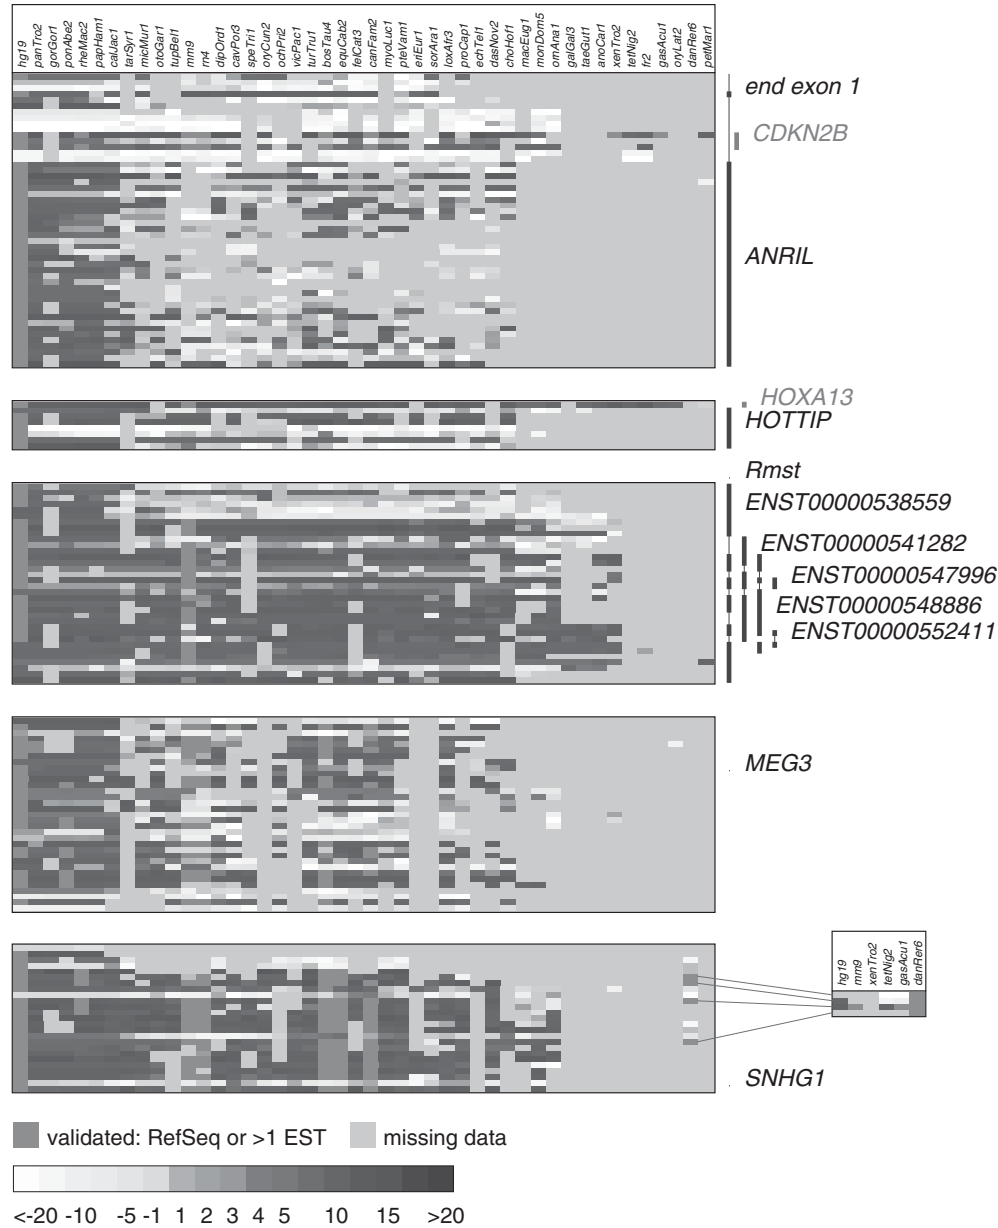 hg19
panTro2
gorGor1
ponAbe2
rheMac2
papHam1
calJac1
tarSyr1
micMur1
otoGar1
tupBel1
mm9
rn4
dipOrd1
cavPor3
speTri1
oryCun2
ochPri2
vicPac1
turTru1
bosTau4
equCab2
felCat3
canFam2
myoLuc1
pteVam1
eriEur1
sorAra1
loxAfr3
proCap1
echTel1
dasNov2
choHof1
macEug1
monDom5
ornAna1
galGal3
taeGut1
anoCar1
xenTro2
tetNig2
fr2
gasAcu1
oryLat2
danRer6
petMar1
end exon 1
CDKN2B
ANRIL
HOXA13
HOTTIP
Rmst
ENST00000538559
ENST00000541282
ENST00000547996
ENST00000548886
ENST00000552411
MEG3
hg19
mm9
xenTro2
tetNig2
gasAcu1
danRer6
SNHG1
validated: RefSeq or >1 EST missing data
<-20 -10 -5 -1 1 2 3 4 5 10 15 >20